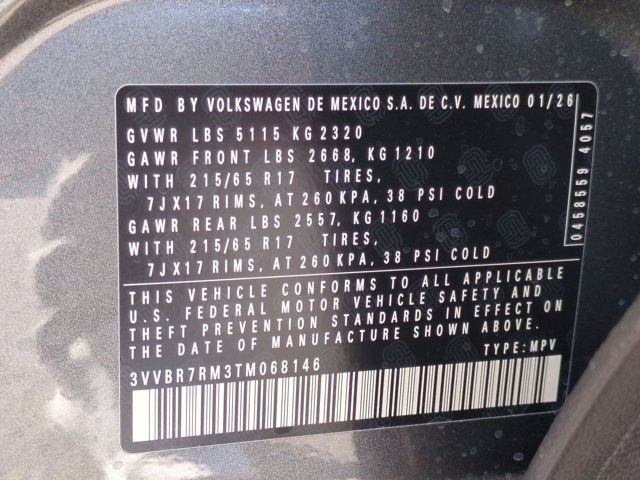 MFD BY VOLKSWAGEN DE MEXICO S.A. DE C.V. MEXICO 01/26
GVWR LBS 5115 KG 2320
GAWR FRONT LBS 2668, KG 1210
WITH 215/65 R17 TIRES,
7JX17 RIMS, AT 260 KPA, 38 PSI COLD
GAWR REAR LBS 2557, KG 1160
WITH 215/65 R17 TIRES,
7JX17 RIMS, AT 260 KPA, 38 PSI COLD
THIS VEHICLE CONFORMS TO ALL APPLICABLE
U.S. FEDERAL MOTOR VEHICLE SAFETY AND
THEFT PREVENTION STANDARDS IN EFFECT ON
THE DATE OF MANUFACTURE SHOWN ABOVE.
3VVBR7RM3TM068146 TYPE: MPV
0458559 4057